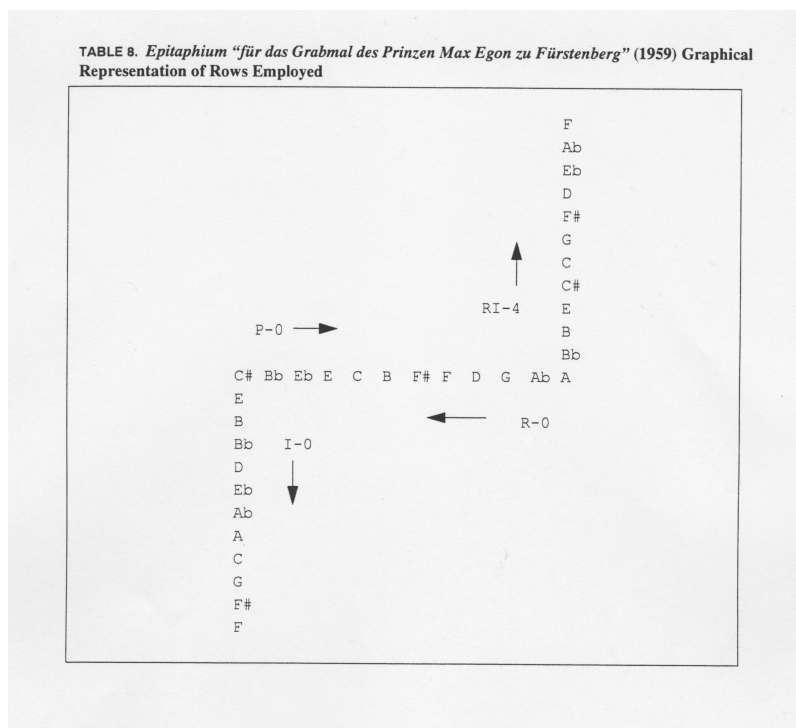 TABLE 8. Epitaphium “für das Grabmal des Prinzen Max Egon zu Fürstenberg” (1959) Graphical
Representation of Rows Employed
F
Ab
Eb
D
F#
G
C
C#
RI-4 E
P-0 B
Bb
C# Bb Eb E C B F# F D G Ab A
E
B R-0
Bb I-0
D
Eb
Ab
A
C
G
F#
F